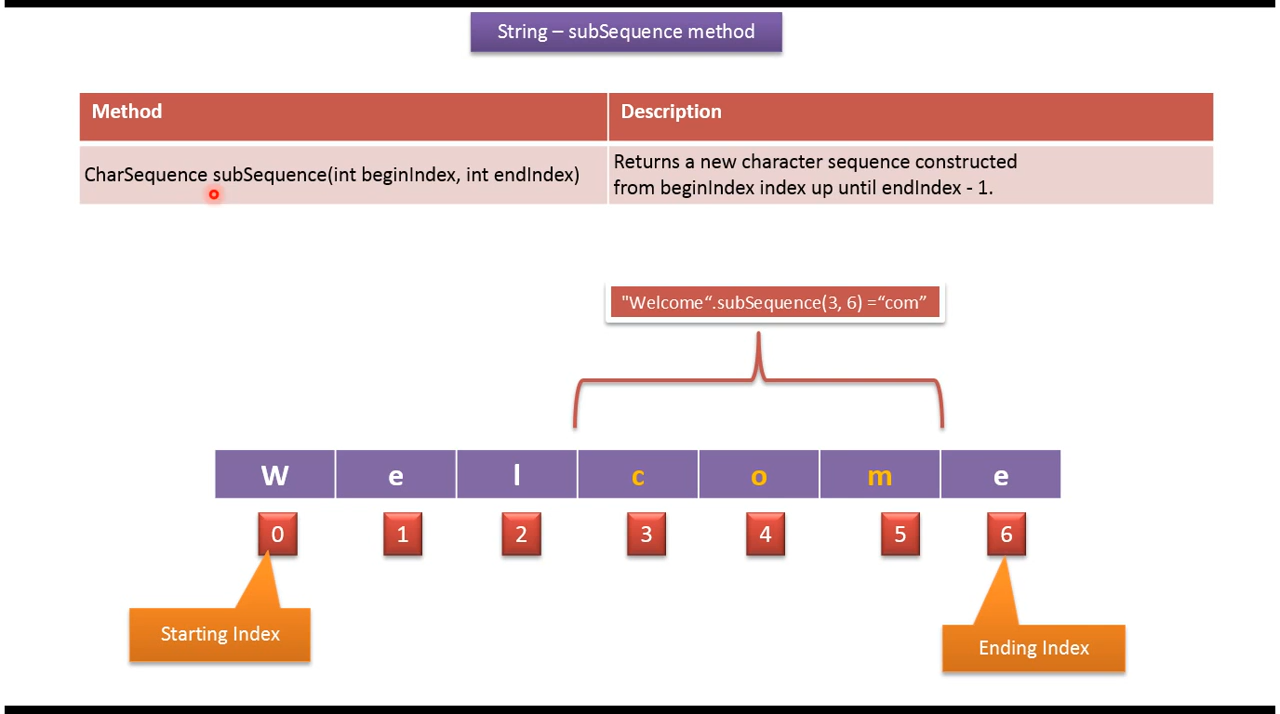 String – subSequence method
Method
Description
CharSequence subSequence(int beginIndex, int endIndex)
Returns a new character sequence constructed
from beginIndex index up until endIndex - 1.
"Welcome“.subSequence(3, 6) =“com”
W e l c o m e
0 1 2 3 4 5 6
Starting Index
Ending Index